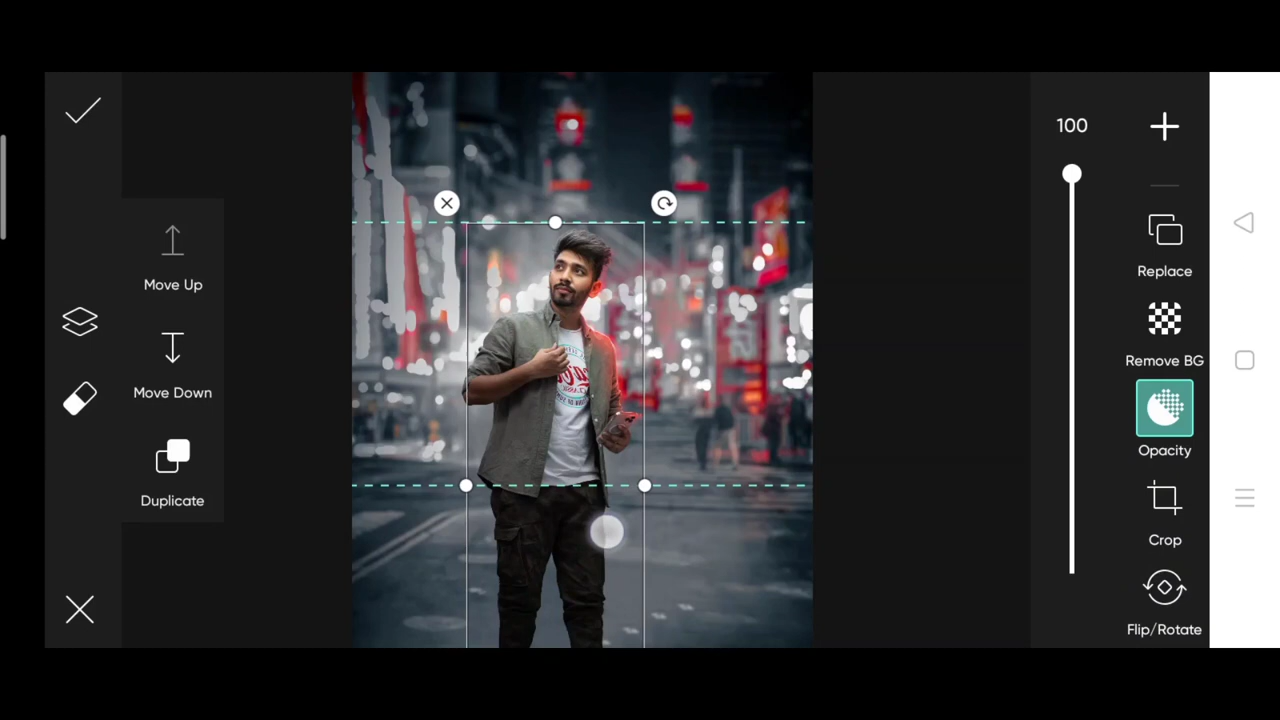 Move Up
Move Down
Duplicate
100
Replace
Remove BG
Opacity
Crop
Flip/Rotate